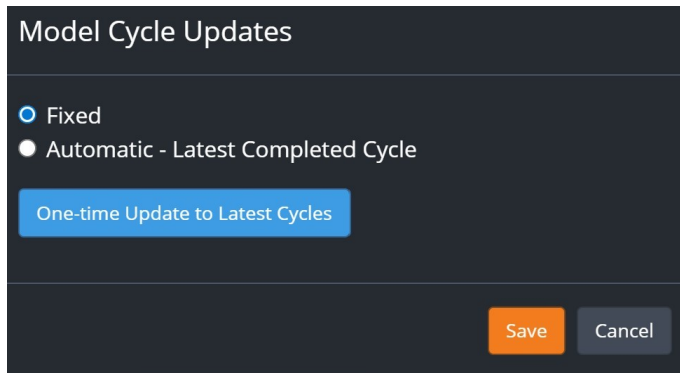 Model Cycle Updates
Fixed
Automatic - Latest Completed Cycle
One-time Update to Latest Cycles
Save Cancel